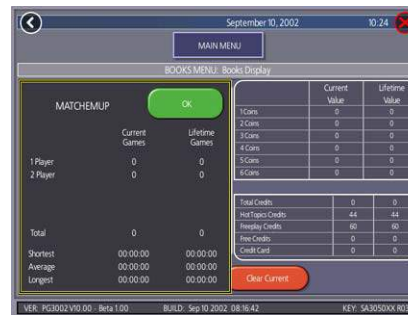 September 10, 2002
10:24
MAIN MENU
BOOKS MENU: Books Display
MATCHEMUP
OK
Current Games
Lifetime Games
1 Player 0 0
2 Player 0 0
Total 0 0
Shortest 00:00:00 00:00:00
Average 00:00:00 00:00:00
Longest 00:00:00 00:00:00
Current Value
Lifetime Value
1 Coins 0 0
2 Coins 0 0
3 Coins 0 0
4 Coins 0 0
5 Coins 0 0
6 Coins 0 0
Total Credits 0 0
HotTopics Credits 44 44
Freeplay Credits 60 60
Free Credits 0 0
Credit Card 0 0
Clear Current
VER: PG3002 V10.00 - Beta 1.00
BUILD: Sep 10 2002 08:16:42
KEY: SA3050XX R03